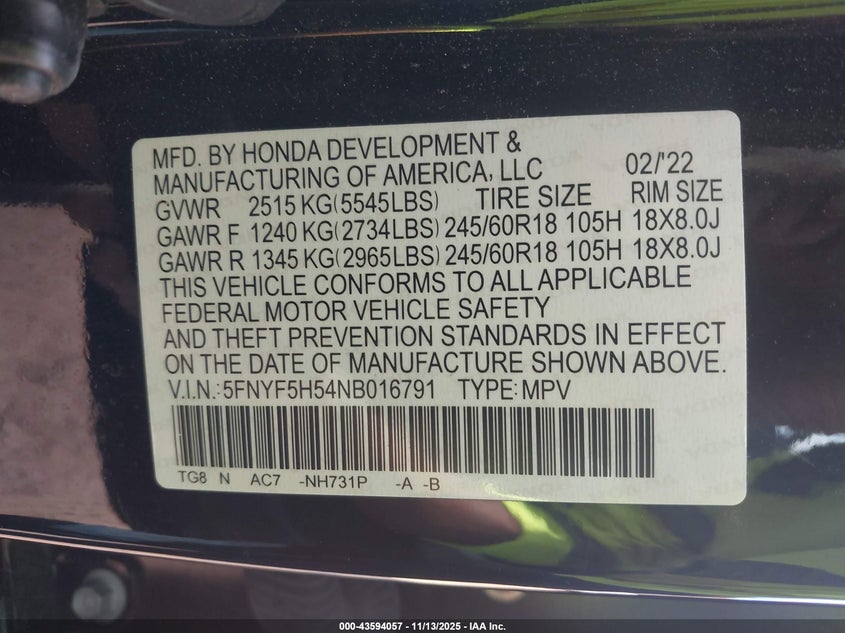 MFD. BY HONDA DEVELOPMENT &
MANUFACTURING OF AMERICA, LLC 02/'22
GVWR 2515 KG(5545LBS) TIRE SIZE RIM SIZE
GAWR F 1240 KG(2734LBS) 245/60R18 105H 18X8.0J
GAWR R 1345 KG(2965LBS) 245/60R18 105H 18X8.0J
THIS VEHICLE CONFORMS TO ALL APPLICABLE
FEDERAL MOTOR VEHICLE SAFETY
AND THEFT PREVENTION STANDARDS IN EFFECT
ON THE DATE OF MANUFACTURE SHOWN ABOVE.
V.I.N.:5FNYF5H54NB016791 TYPE:MPV
TG8 N AC7 -NH731P -A -B
000-43594057 - 11/13/2025 - IAA Inc.